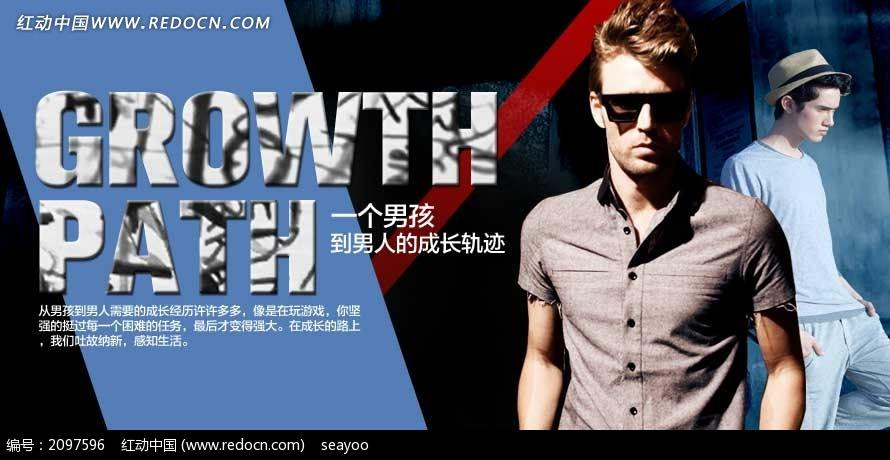 红动中国 WWW.REDOCN.COM
GROWTH
PATH
一个男孩
到男人的成长轨迹
从男孩到男人需要的成长经历许许多多，像是在玩游戏，你坚
强的挺过每一个困难的任务，最后才变得强大。在成长的路上
，我们吐故纳新，感知生活。
编号：2097596 红动中国 (www.redocn.com) seayoo